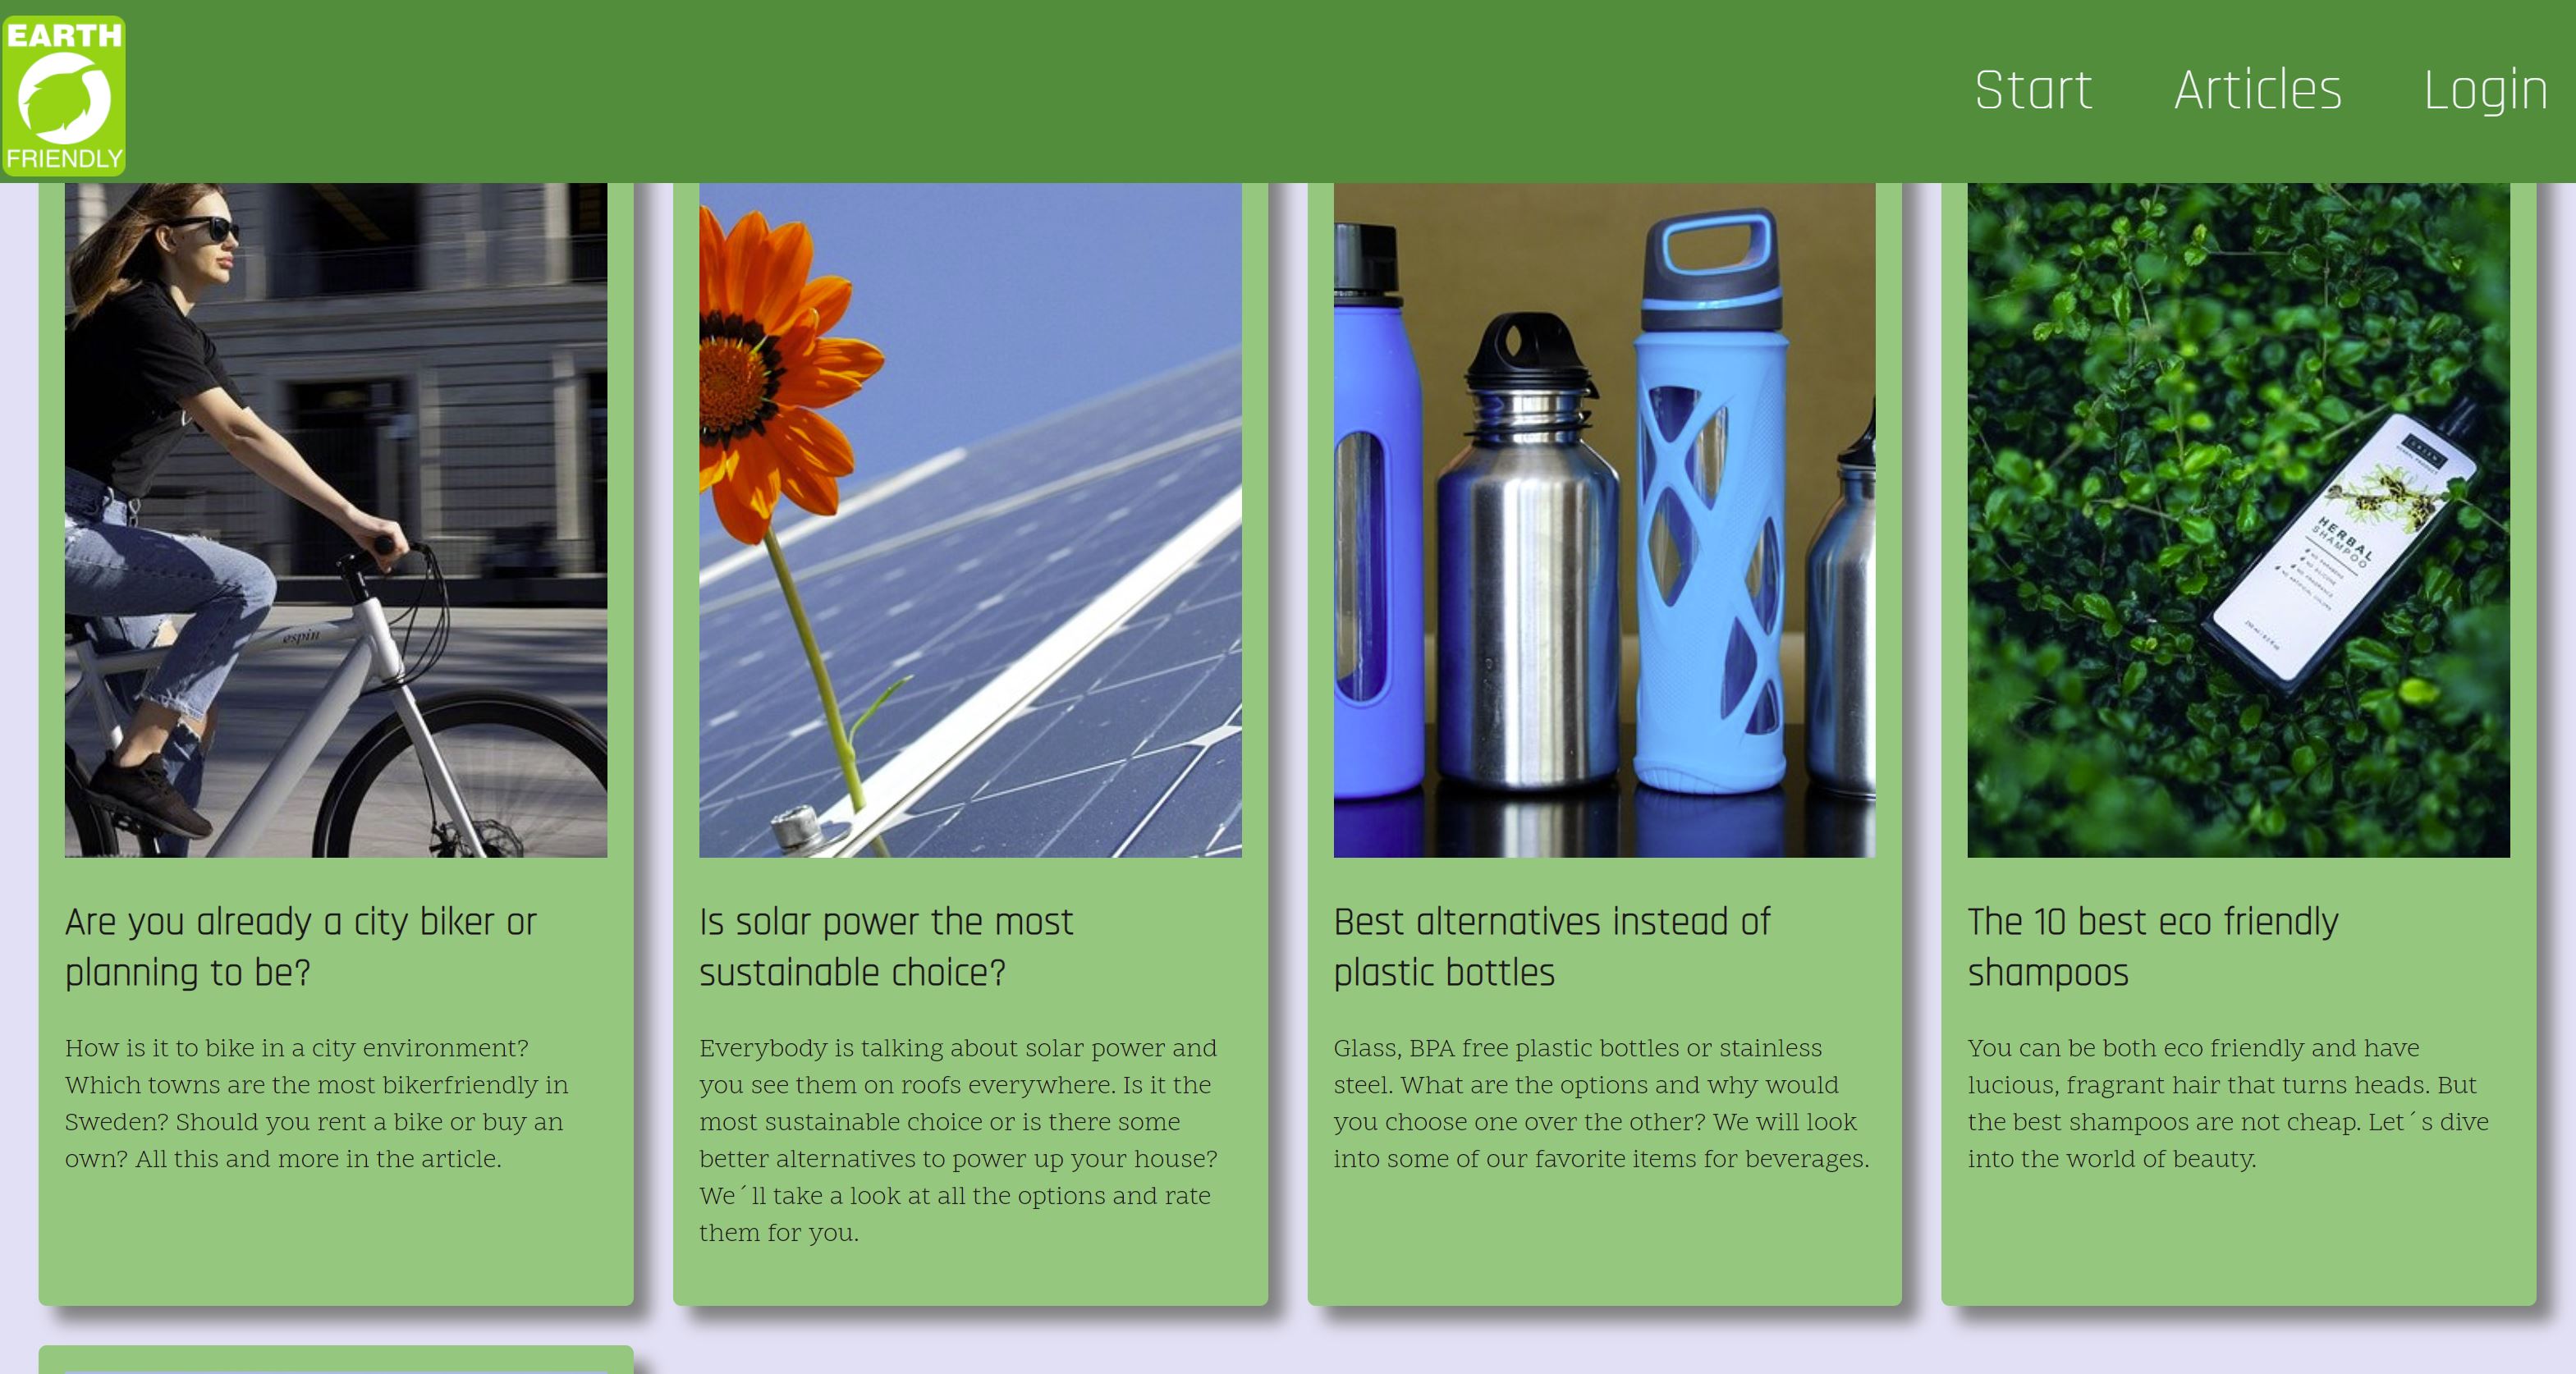 EARTH
FRIENDLY
Start Articles Login
øspin
HERBAL
SHAMPOO
Are you already a city biker or
planning to be?
How is it to bike in a city environment?
Which towns are the most bikerfriendly in
Sweden? Should you rent a bike or buy an
own? All this and more in the article.
Is solar power the most
sustainable choice?
Everybody is talking about solar power and
you see them on roofs everywhere. Is it the
most sustainable choice or is there some
better alternatives to power up your house?
We´ll take a look at all the options and rate
them for you.
Best alternatives instead of
plastic bottles
Glass, BPA free plastic bottles or stainless
steel. What are the options and why would
you choose one over the other? We will look
into some of our favorite items for beverages.
The 10 best eco friendly
shampoos
You can be both eco friendly and have
lucious, fragrant hair that turns heads. But
the best shampoos are not cheap. Let´s dive
into the world of beauty.